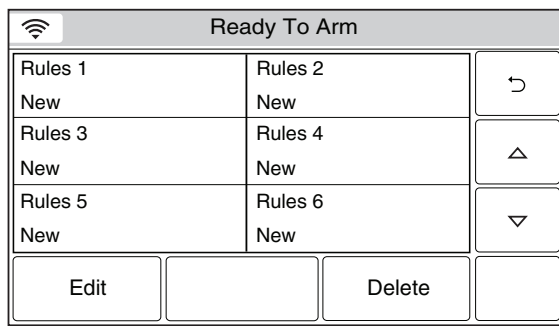 Ready To Arm
Rules 1
New
Rules 2
New
Rules 3
New
Rules 4
New
Rules 5
New
Rules 6
New
Edit
Delete